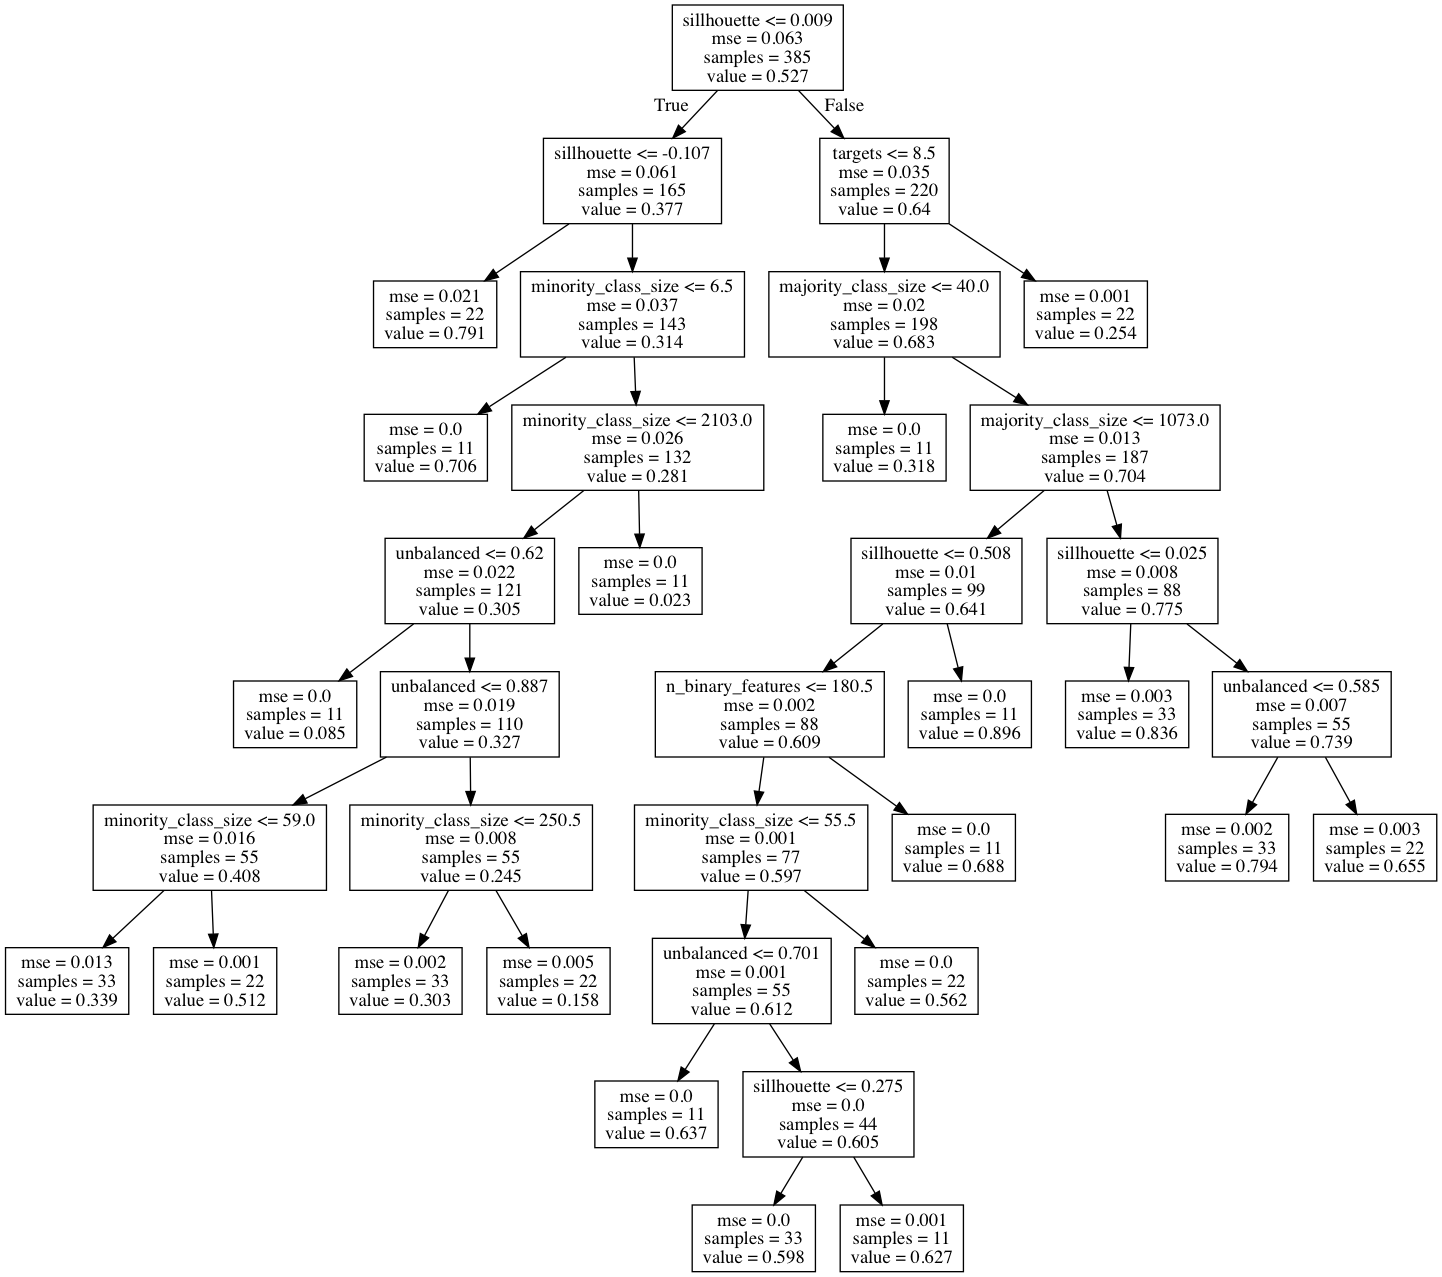 sillhouette <= 0.009
mse = 0.063
samples = 385
value = 0.527
True
False
sillhouette <= -0.107
mse = 0.061
samples = 165
value = 0.377
targets <= 8.5
mse = 0.035
samples = 220
value = 0.64
mse = 0.021
samples = 22
value = 0.791
minority_class_size <= 6.5
mse = 0.037
samples = 143
value = 0.314
majority_class_size <= 40.0
mse = 0.02
samples = 198
value = 0.683
mse = 0.001
samples = 22
value = 0.254
mse = 0.0
samples = 11
value = 0.706
minority_class_size <= 2103.0
mse = 0.026
samples = 132
value = 0.281
mse = 0.0
samples = 11
value = 0.318
majority_class_size <= 1073.0
mse = 0.013
samples = 187
value = 0.704
unbalanced <= 0.62
mse = 0.022
samples = 121
value = 0.305
mse = 0.0
samples = 11
value = 0.023
sillhouette <= 0.508
mse = 0.01
samples = 99
value = 0.641
sillhouette <= 0.025
mse = 0.008
samples = 88
value = 0.775
mse = 0.0
samples = 11
value = 0.085
unbalanced <= 0.887
mse = 0.019
samples = 110
value = 0.327
n_binary_features <= 180.5
mse = 0.002
samples = 88
value = 0.609
mse = 0.0
samples = 11
value = 0.896
mse = 0.003
samples = 33
value = 0.836
unbalanced <= 0.585
mse = 0.007
samples = 55
value = 0.739
minority_class_size <= 59.0
mse = 0.016
samples = 55
value = 0.408
minority_class_size <= 250.5
mse = 0.008
samples = 55
value = 0.245
minority_class_size <= 55.5
mse = 0.001
samples = 77
value = 0.597
mse = 0.0
samples = 11
value = 0.688
mse = 0.002
samples = 33
value = 0.794
mse = 0.003
samples = 22
value = 0.655
mse = 0.013
samples = 33
value = 0.339
mse = 0.001
samples = 22
value = 0.512
mse = 0.002
samples = 33
value = 0.303
mse = 0.005
samples = 22
value = 0.158
unbalanced <= 0.701
mse = 0.001
samples = 55
value = 0.612
mse = 0.0
samples = 22
value = 0.562
mse = 0.0
samples = 11
value = 0.637
sillhouette <= 0.275
mse = 0.0
samples = 44
value = 0.605
mse = 0.0
samples = 33
value = 0.598
mse = 0.001
samples = 11
value = 0.627